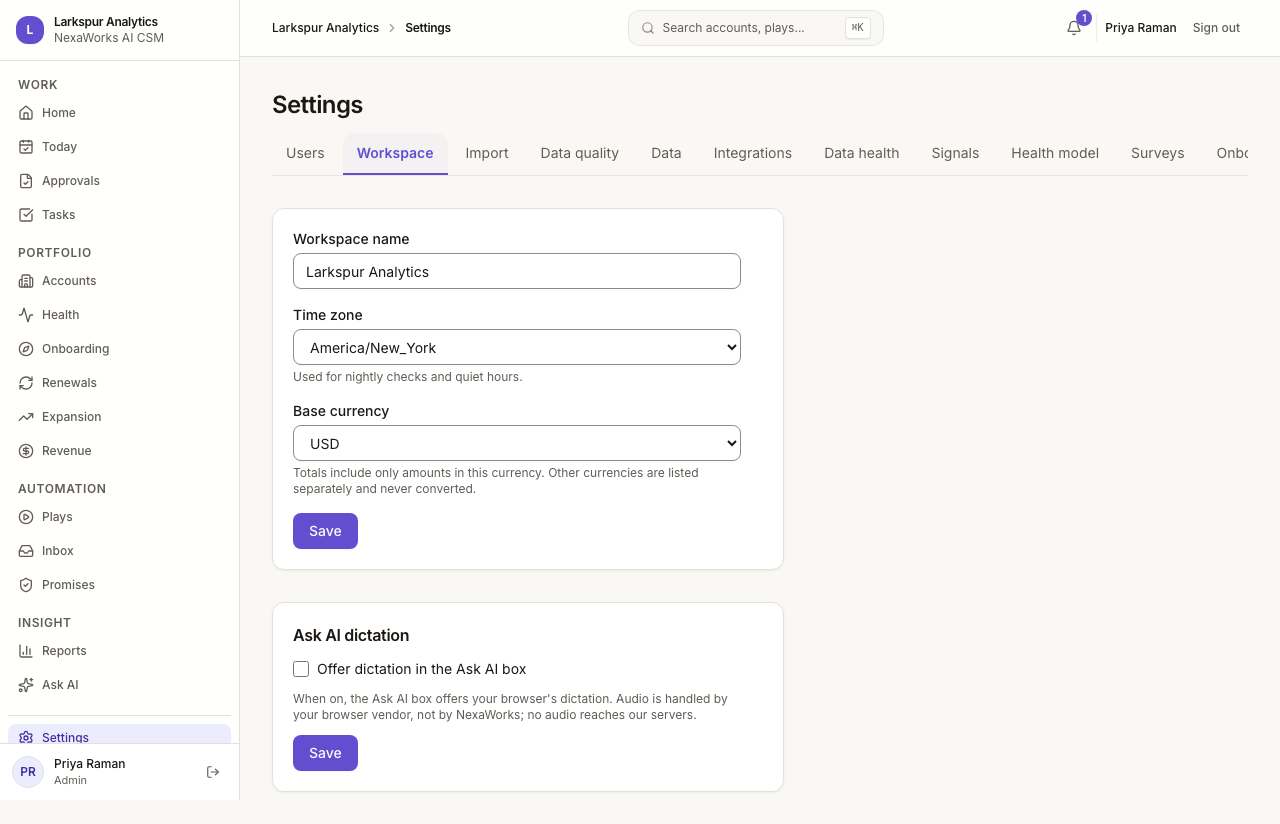 L
Larkspur Analytics
NexaWorks AI CSM
WORK
Home
Today
Approvals
Tasks
PORTFOLIO
Accounts
Health
Onboarding
Renewals
Expansion
Revenue
AUTOMATION
Plays
Inbox
Promises
INSIGHT
Reports
Ask AI
Settings
PR
Priya Raman
Admin
Larkspur Analytics > Settings
Search accounts, plays... ⌘K
1
Priya Raman
Sign out
Settings
Users Workspace Import Data quality Data Integrations Data health Signals Health model Surveys Onbo
Workspace name
Larkspur Analytics
Time zone
America/New_York
Used for nightly checks and quiet hours.
Base currency
USD
Totals include only amounts in this currency. Other currencies are listed
separately and never converted.
Save
Ask AI dictation
Offer dictation in the Ask AI box
When on, the Ask AI box offers your browser's dictation. Audio is handled by
your browser vendor, not by NexaWorks; no audio reaches our servers.
Save